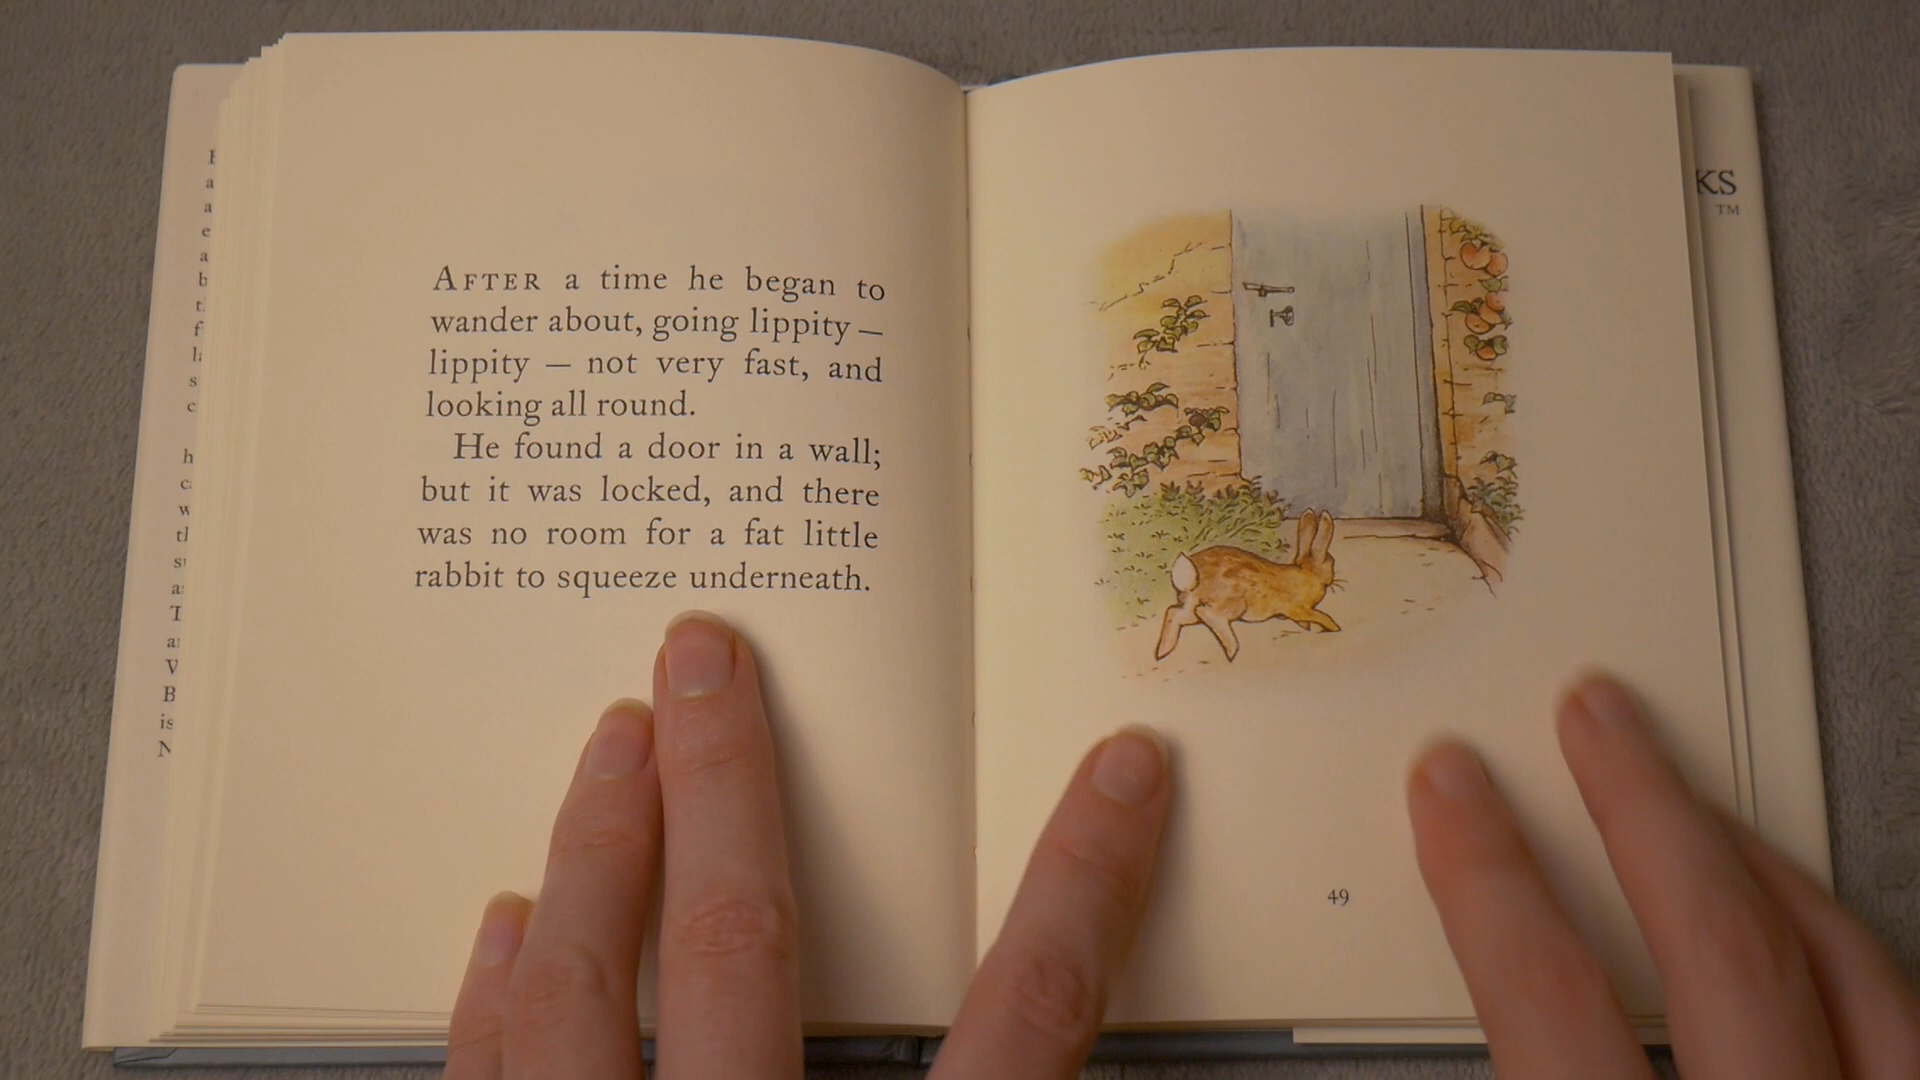 AFTER a time he began to
wander about, going lippity —
lippity — not very fast, and
looking all round.
He found a door in a wall;
but it was locked, and there
was no room for a fat little
rabbit to squeeze underneath.
49
KS
TM